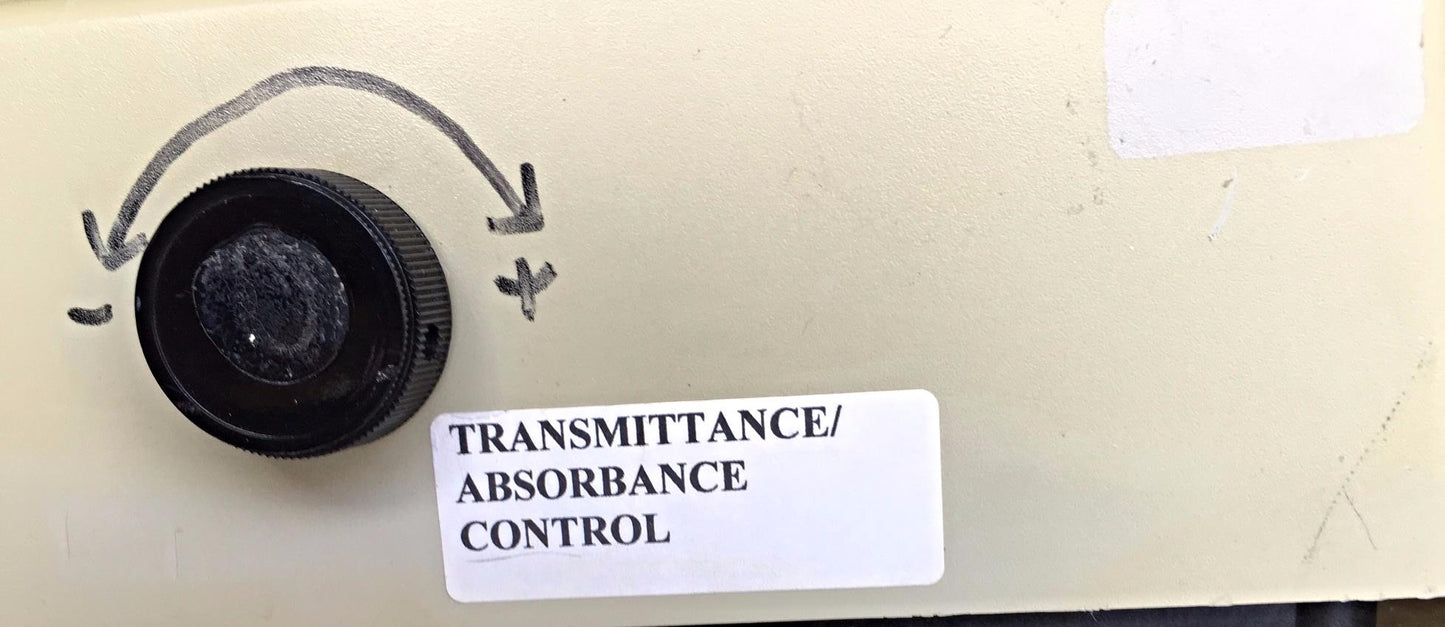 - +
TRANSMITTANCE/
ABSORBANCE
CONTROL